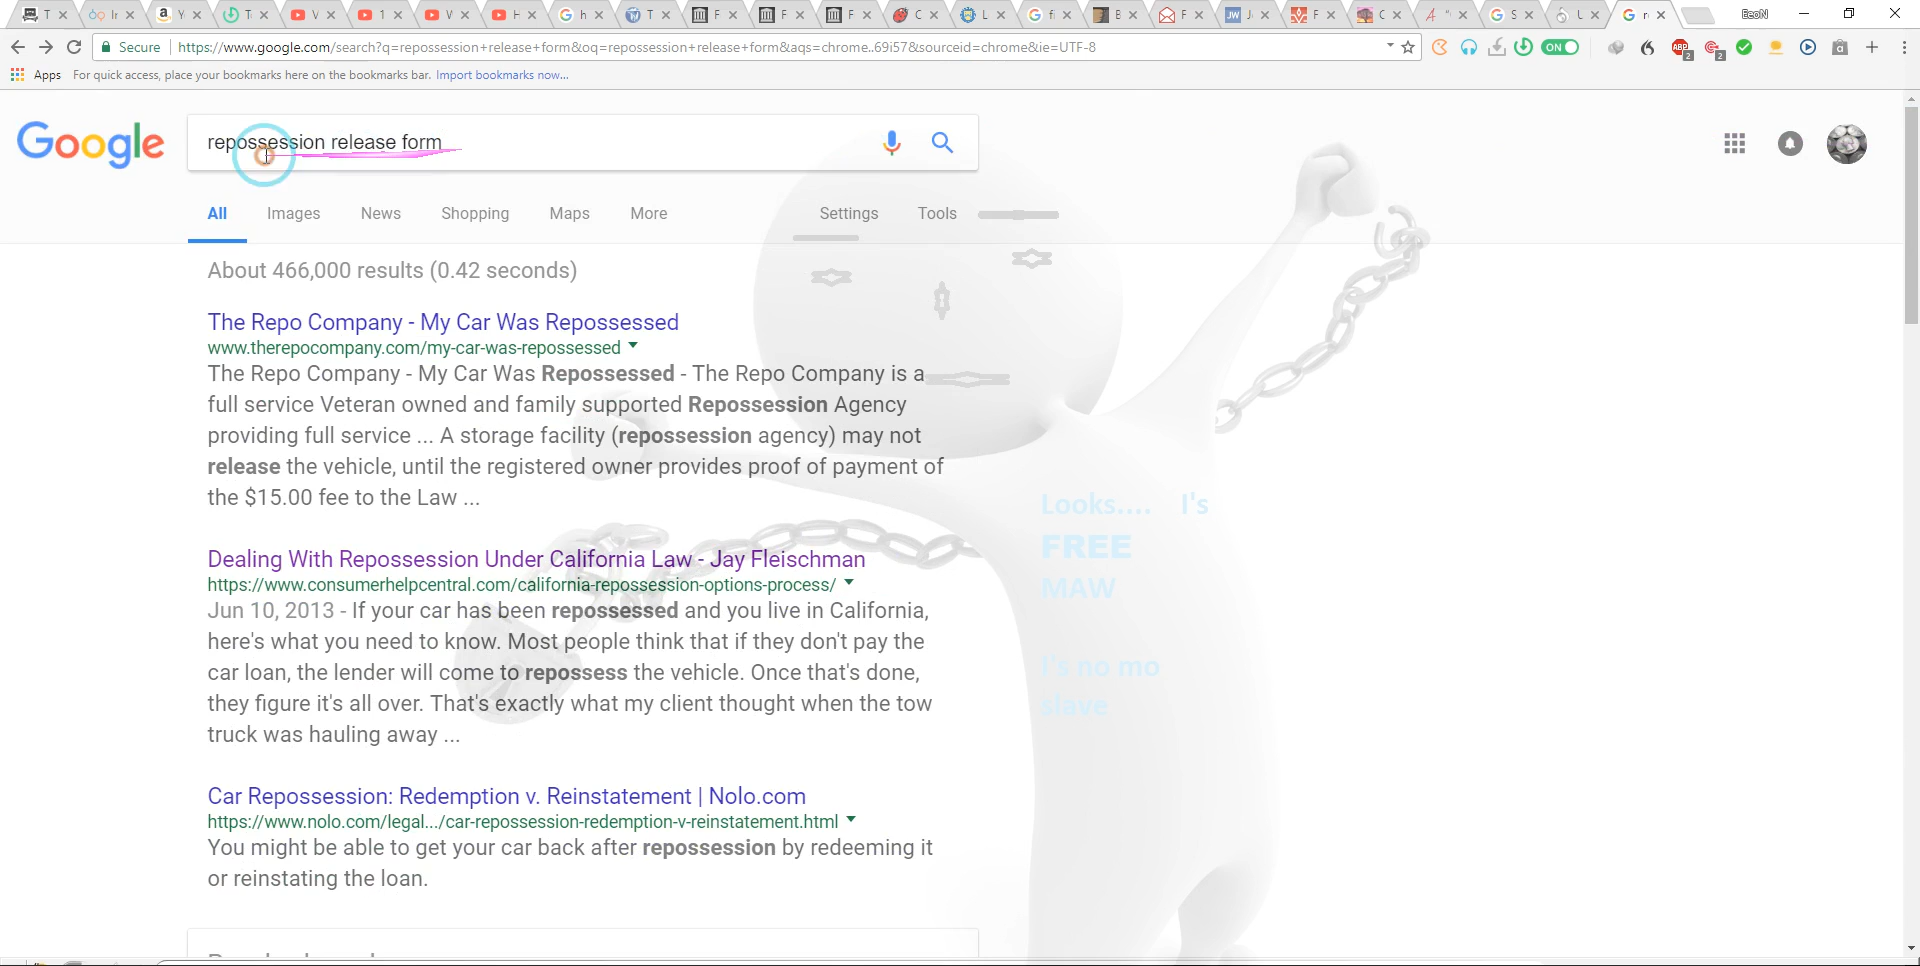 T
Ir
Y
T
V
1
V
H
h
T
F
F
F
C
L
f
E
F
J
F
C
"
S
U
r
EeoN
Secure
https://www.google.com/search?q=repossession+release+form&oq=repossession+release+form&aqs=chrome..69i57&sourceid=chrome&ie=UTF-8
ON
ABP
2
2
Apps For quick access, place your bookmarks here on the bookmarks bar. Import bookmarks now...
Google
repossession release form
All Images News Shopping Maps More Settings Tools
About 466,000 results (0.42 seconds)
The Repo Company - My Car Was Repossessed
www.therepocompany.com/my-car-was-repossessed
The Repo Company - My Car Was Repossessed - The Repo Company is a
full service Veteran owned and family supported Repossession Agency
providing full service ... A storage facility (repossession agency) may not
release the vehicle, until the registered owner provides proof of payment of
the $15.00 fee to the Law ...
Dealing With Repossession Under California Law - Jay Fleischman
https://www.consumerhelpcentral.com/california-repossession-options-process/
Jun 10, 2013 - If your car has been repossessed and you live in California,
here's what you need to know. Most people think that if they don't pay the
car loan, the lender will come to repossess the vehicle. Once that's done,
they figure it's all over. That's exactly what my client thought when the tow
truck was hauling away ...
Car Repossession: Redemption v. Reinstatement | Nolo.com
https://www.nolo.com/legal.../car-repossession-redemption-v-reinstatement.html
You might be able to get your car back after repossession by redeeming it
or reinstating the loan.
Looks.... I's
FREE
MAW
I's no mo
slave